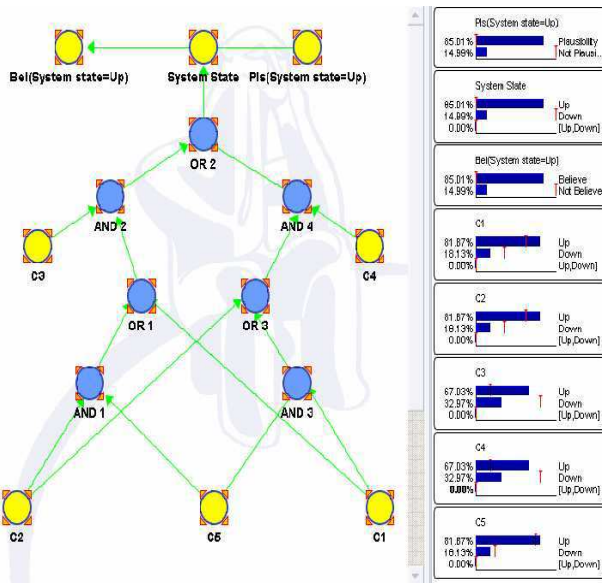 Bel(System state=Up)
System State
Pls(System state=Up)
OR 2
AND 2
AND 4
C3
C4
OR 1
OR 3
AND 1
AND 3
C2
C5
C1
Pls(System state=Up)
85.01% Plausibility
14.99% Not Plausi...
System State
85.01% Up
14.99% Down
0.00% [Up,Down]
Bel(System state=Up)
85.01% Believe
14.99% Not Believe
C1
81.87% Up
18.13% Down
0.00% Up,Down]
C2
81.87% Up
18.13% Down
0.00% [Up,Down]
C3
67.03% Up
32.97% Down
0.00% [Up,Down]
C4
67.03% Up
32.97% Down
0.00% [Up,Down]
C5
81.87% Up
18.13% Down
0.00% [Up,Down]